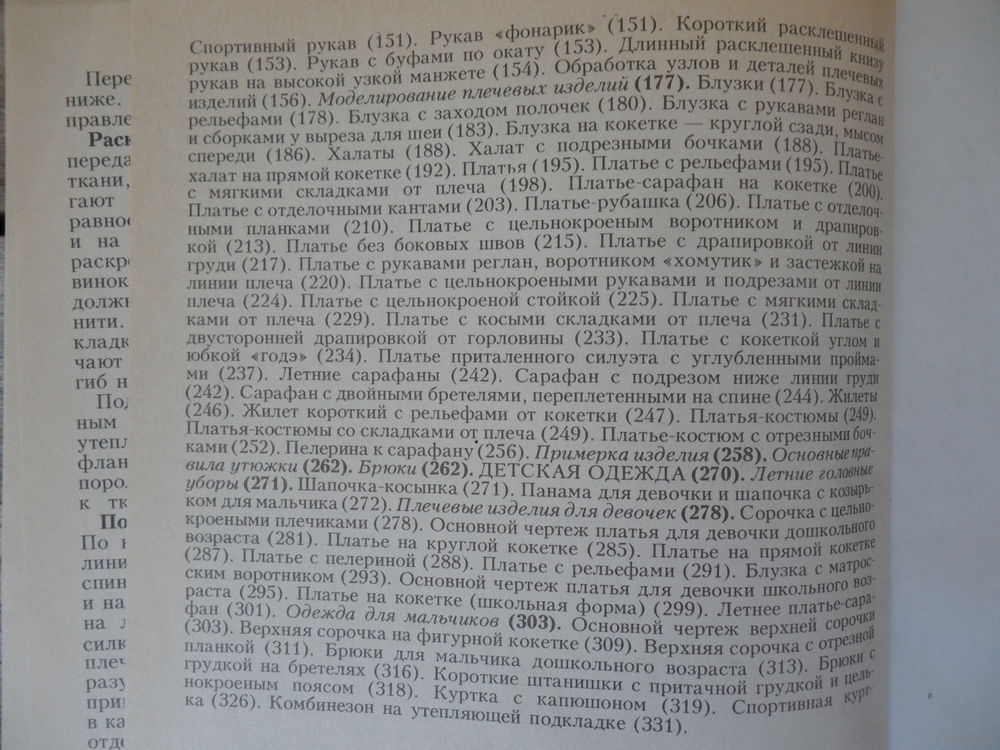 Спортивный рукав (151). Рукав «фонарик» (151). Короткий расклешенный
рукав (153). Рукав с буфами по окату (153). Длинный расклешенный книзу
рукав на высокой узкой манжете (154). Обработка узлов и деталей плечевых
изделий (156). Моделирование плечевых изделий (177). Блузки (177). Блузка с
рельефами (178). Блузка с заходом полочек (180). Блузка с рукавами реглан
и сборками у выреза для шеи (183). Блузка на кокетке — круглой сзади, мысом
спереди (186). Халаты (188). Халат с подрезными бочками (188). Платье-
халат на прямой кокетке (192). Платья (195). Платье с рельефами (195). Платье
с мягкими складками от плеча (198). Платье-сарафан на кокетке (200).
Платье с отделочными кантами (203). Платье-рубашка (206). Платье с отделоч-
ными планками (210). Платье с цельнокроеным воротником и драпиров-
кой (213). Платье без боковых швов (215). Платье с драпировкой от линии
груди (217). Платье с рукавами реглан, воротником «хомутик» и застежкой на
линии плеча (220). Платье с цельнокроеными рукавами и подрезами от линии
плеча (224). Платье с цельнокроеной стойкой (225). Платье с мягкими склад-
ками от плеча (229). Платье с косыми складками от плеча (231). Платье с
двусторонней драпировкой от горловины (233). Платье с кокеткой углом и
юбкой «годэ» (234). Платье приталенного силуэта с углубленными пройма-
ми (237). Летние сарафаны (242). Сарафан с подрезом ниже линии груди
(242). Сарафан с двойными бретелями, переплетенными на спине (244). Жилеты
(246). Жилет короткий с рельефами от кокетки (247). Платья-костюмы (249).
Платья-костюмы со складками от плеча (249). Платье-костюм с отрезными боч-
ками (252). Пелерина к сарафану (256). Примерка изделия (258). Основные пра-
вила утюжки (262). Брюки (262). ДЕТСКАЯ ОДЕЖДА (270). Летние головные
уборы (271). Шапочка-косынка (271). Панама для девочки и шапочка с козырь-
ком для мальчика (272). Плечевые изделия для девочек (278). Сорочка с цельно-
кроеными плечиками (278). Основной чертеж платья для девочки дошкольного
возраста (281). Платье на круглой кокетке (285). Платье на прямой кокетке
(287). Платье с пелериной (288). Платье с рельефами (291). Блузка с матрос-
ским воротником (293). Основной чертеж платья для девочки школьного воз-
раста (295). Платье на кокетке (школьная форма) (299). Летнее платье-сара-
фан (301). Одежда для мальчиков (303). Основной чертеж верхней сорочки
(303). Верхняя сорочка на фигурной кокетке (309). Верхняя сорочка с отрезной
планкой (311). Брюки для мальчика дошкольного возраста (313). Брюки с
грудкой на бретелях (316). Короткие штанишки с притачной грудкой и цель-
нокроеным поясом (318). Куртка с капюшоном (319). Спортивная курт-
ка (326). Комбинезон на утепляющей подкладке (331).